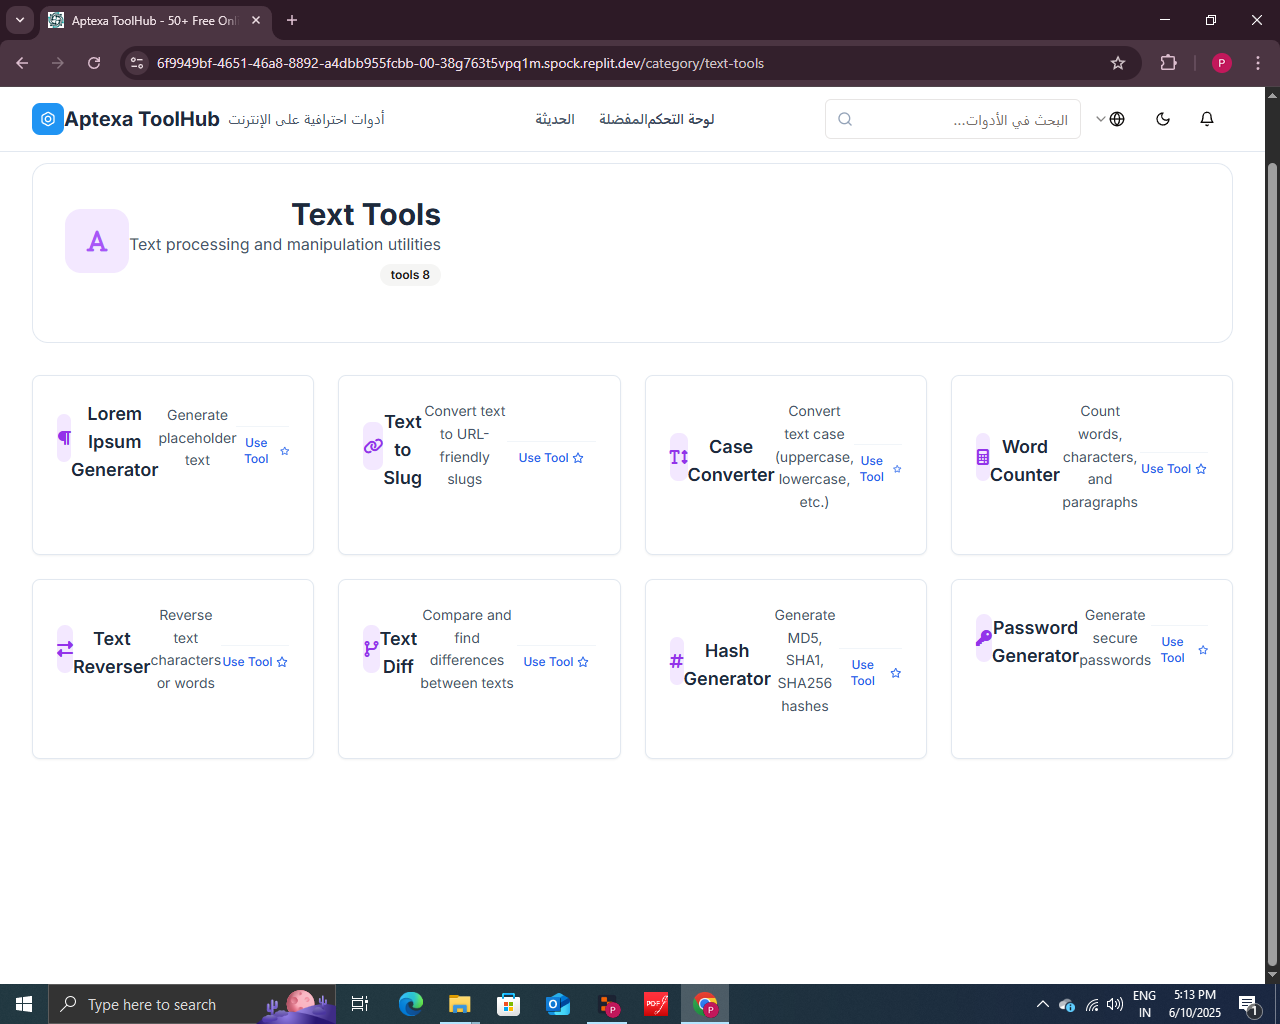 Aptexa ToolHub - 50+ Free Onl
6f9949bf-4651-46a8-8892-a4dbb955fcbb-00-38g763t5vpq1m.spock.replit.dev/category/text-tools
P
Aptexa ToolHub
أدوات احترافية على الإنترنت
الحديثة
المفضلة
لوحة التحكم
البحث في الأدوات...
Text Tools
Text processing and manipulation utilities
tools 8
Lorem
Ipsum
Generator
Generate
placeholder
text
Use
Tool
Text
to
Slug
Convert text
to URL-
friendly
slugs
Use Tool
Case
Converter
Convert
text case
(uppercase,
lowercase,
etc.)
Use
Tool
Word
Counter
Count
words,
characters,
and
paragraphs
Use Tool
Text
Reverser
Reverse
text
characters
or words
Use Tool
Text
Diff
Compare and
find
differences
between texts
Use Tool
Hash
Generator
Generate
MD5,
SHA1,
SHA256
hashes
Use
Tool
Password
Generator
Generate
secure
passwords
Use
Tool
Type here to search
P
PDF
P
ENG
IN
5:13 PM
6/10/2025
1